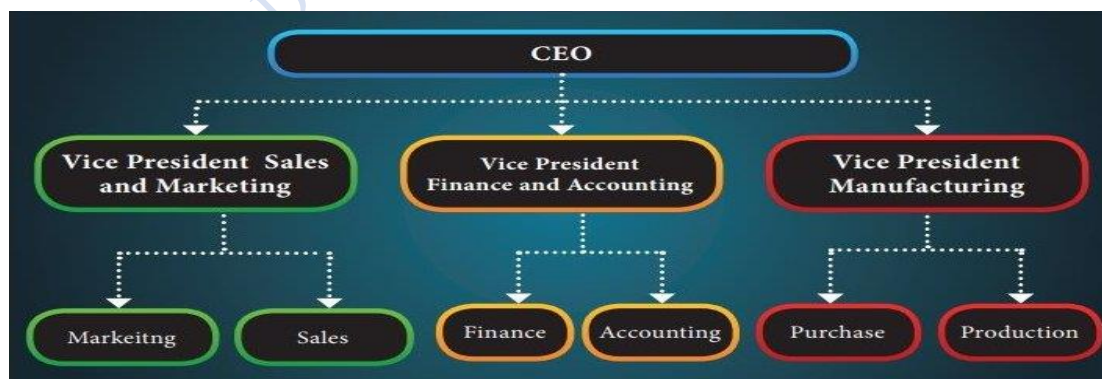 CEO
Vice President Sales
and Marketing
Vice President
Finance and Accounting
Vice President
Manufacturing
Markeitng
Sales
Finance
Accounting
Purchase
Production